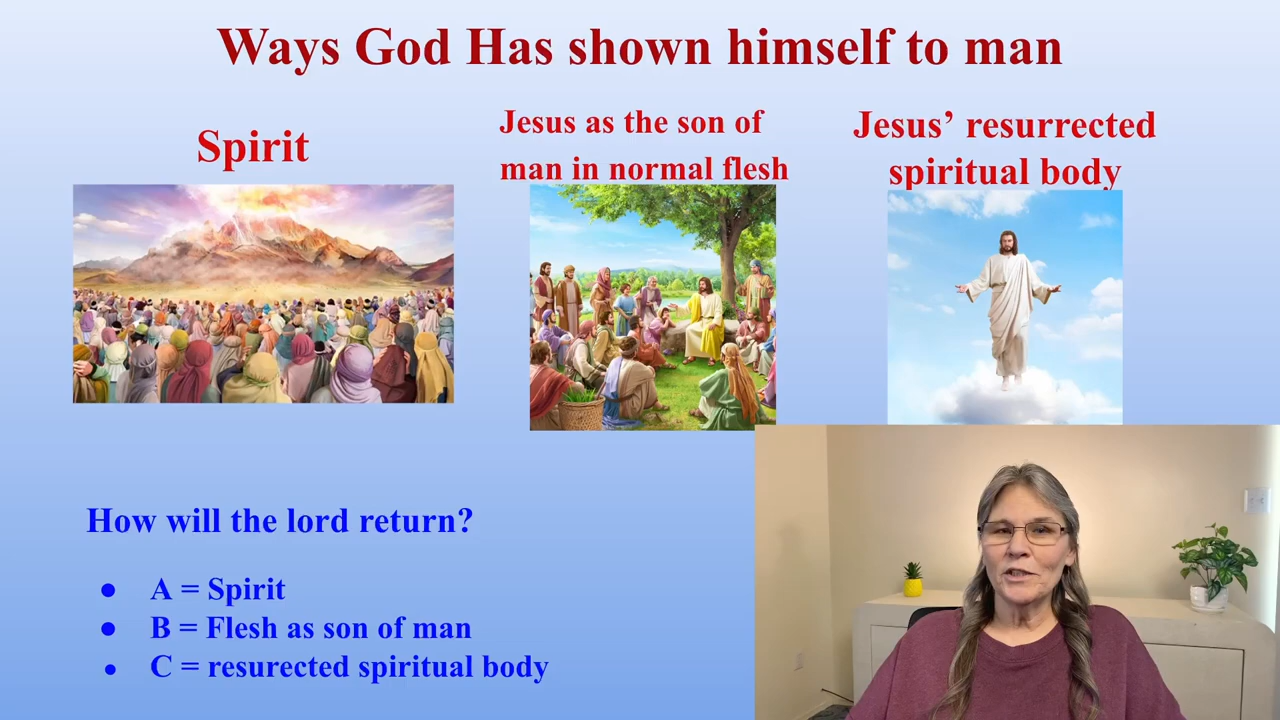 Ways God Has shown himself to man
Spirit
Jesus as the son of
man in normal flesh
Jesus’ resurrected
spiritual body
How will the lord return?
● A = Spirit
● B = Flesh as son of man
● C = resurected spiritual body